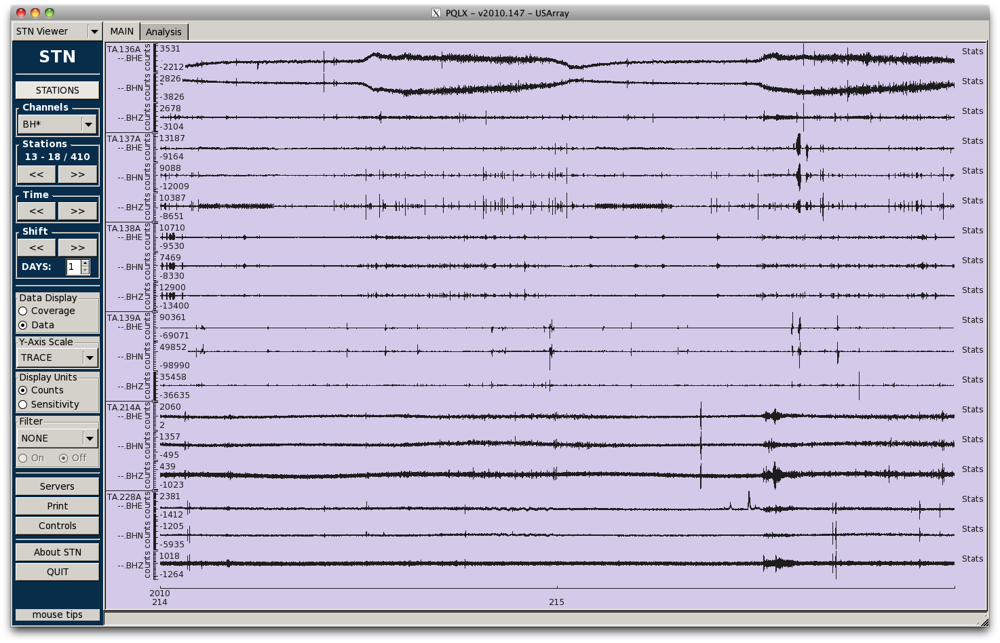 PQLX - v2010.147 - USArray
STN Viewer
MAIN
Analysis
STN
STATIONS
Channels
BH*
Stations
13 - 18 / 410
<<
>>
Time
<<
>>
Shift
<<
>>
DAYS:
1
Data Display
Coverage
Data
Y-Axis Scale
TRACE
Display Units
Counts
Sensitivity
Filter
NONE
On
Off
Servers
Print
Controls
About STN
QUIT
mouse tips
TA.136A
--.BHE
counts
3531
-2212
Stats
--.BHN
counts
2826
-3826
Stats
--.BHZ
counts
2678
-3104
Stats
TA.137A
--.BHE
counts
13187
-9164
Stats
--.BHN
counts
9088
-12009
Stats
--.BHZ
counts
10387
-8651
Stats
TA.138A
--.BHE
counts
10710
-9530
Stats
--.BHN
counts
7469
-8330
Stats
--.BHZ
counts
12900
-13400
Stats
TA.139A
--.BHE
counts
90361
-69071
Stats
--.BHN
counts
49852
-98990
Stats
--.BHZ
counts
35458
-36635
Stats
TA.214A
--.BHE
counts
2060
2
Stats
--.BHN
counts
1357
-495
Stats
--.BHZ
counts
439
-1023
Stats
TA.228A
--.BHE
counts
2381
-1412
Stats
--.BHN
counts
-1205
-5935
Stats
--.BHZ
counts
1018
-1264
Stats
2010
214
215